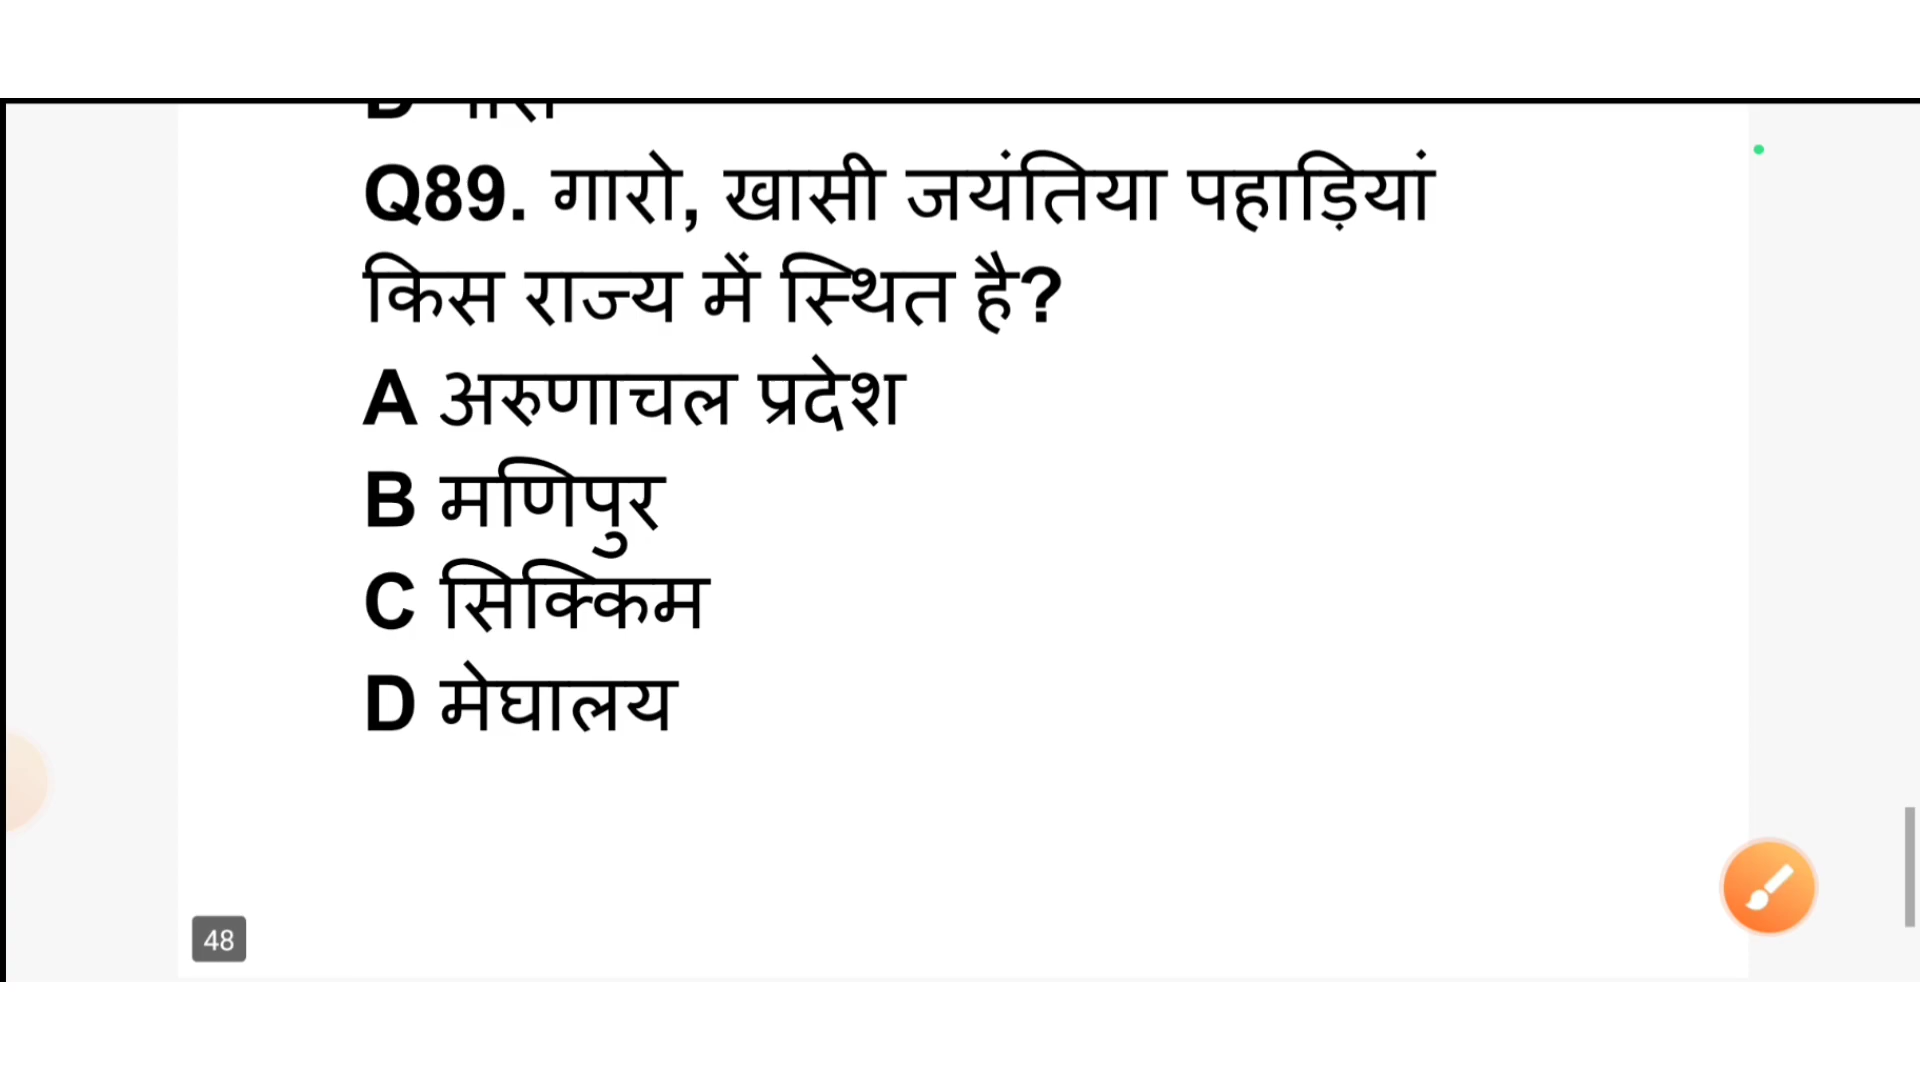 Q89. गारो, खासी जयंतिया पहाड़ियां
किस राज्य में स्थित है?
A अरुणाचल प्रदेश
B मणिपुर
C सिक्किम
D मेघालय
48